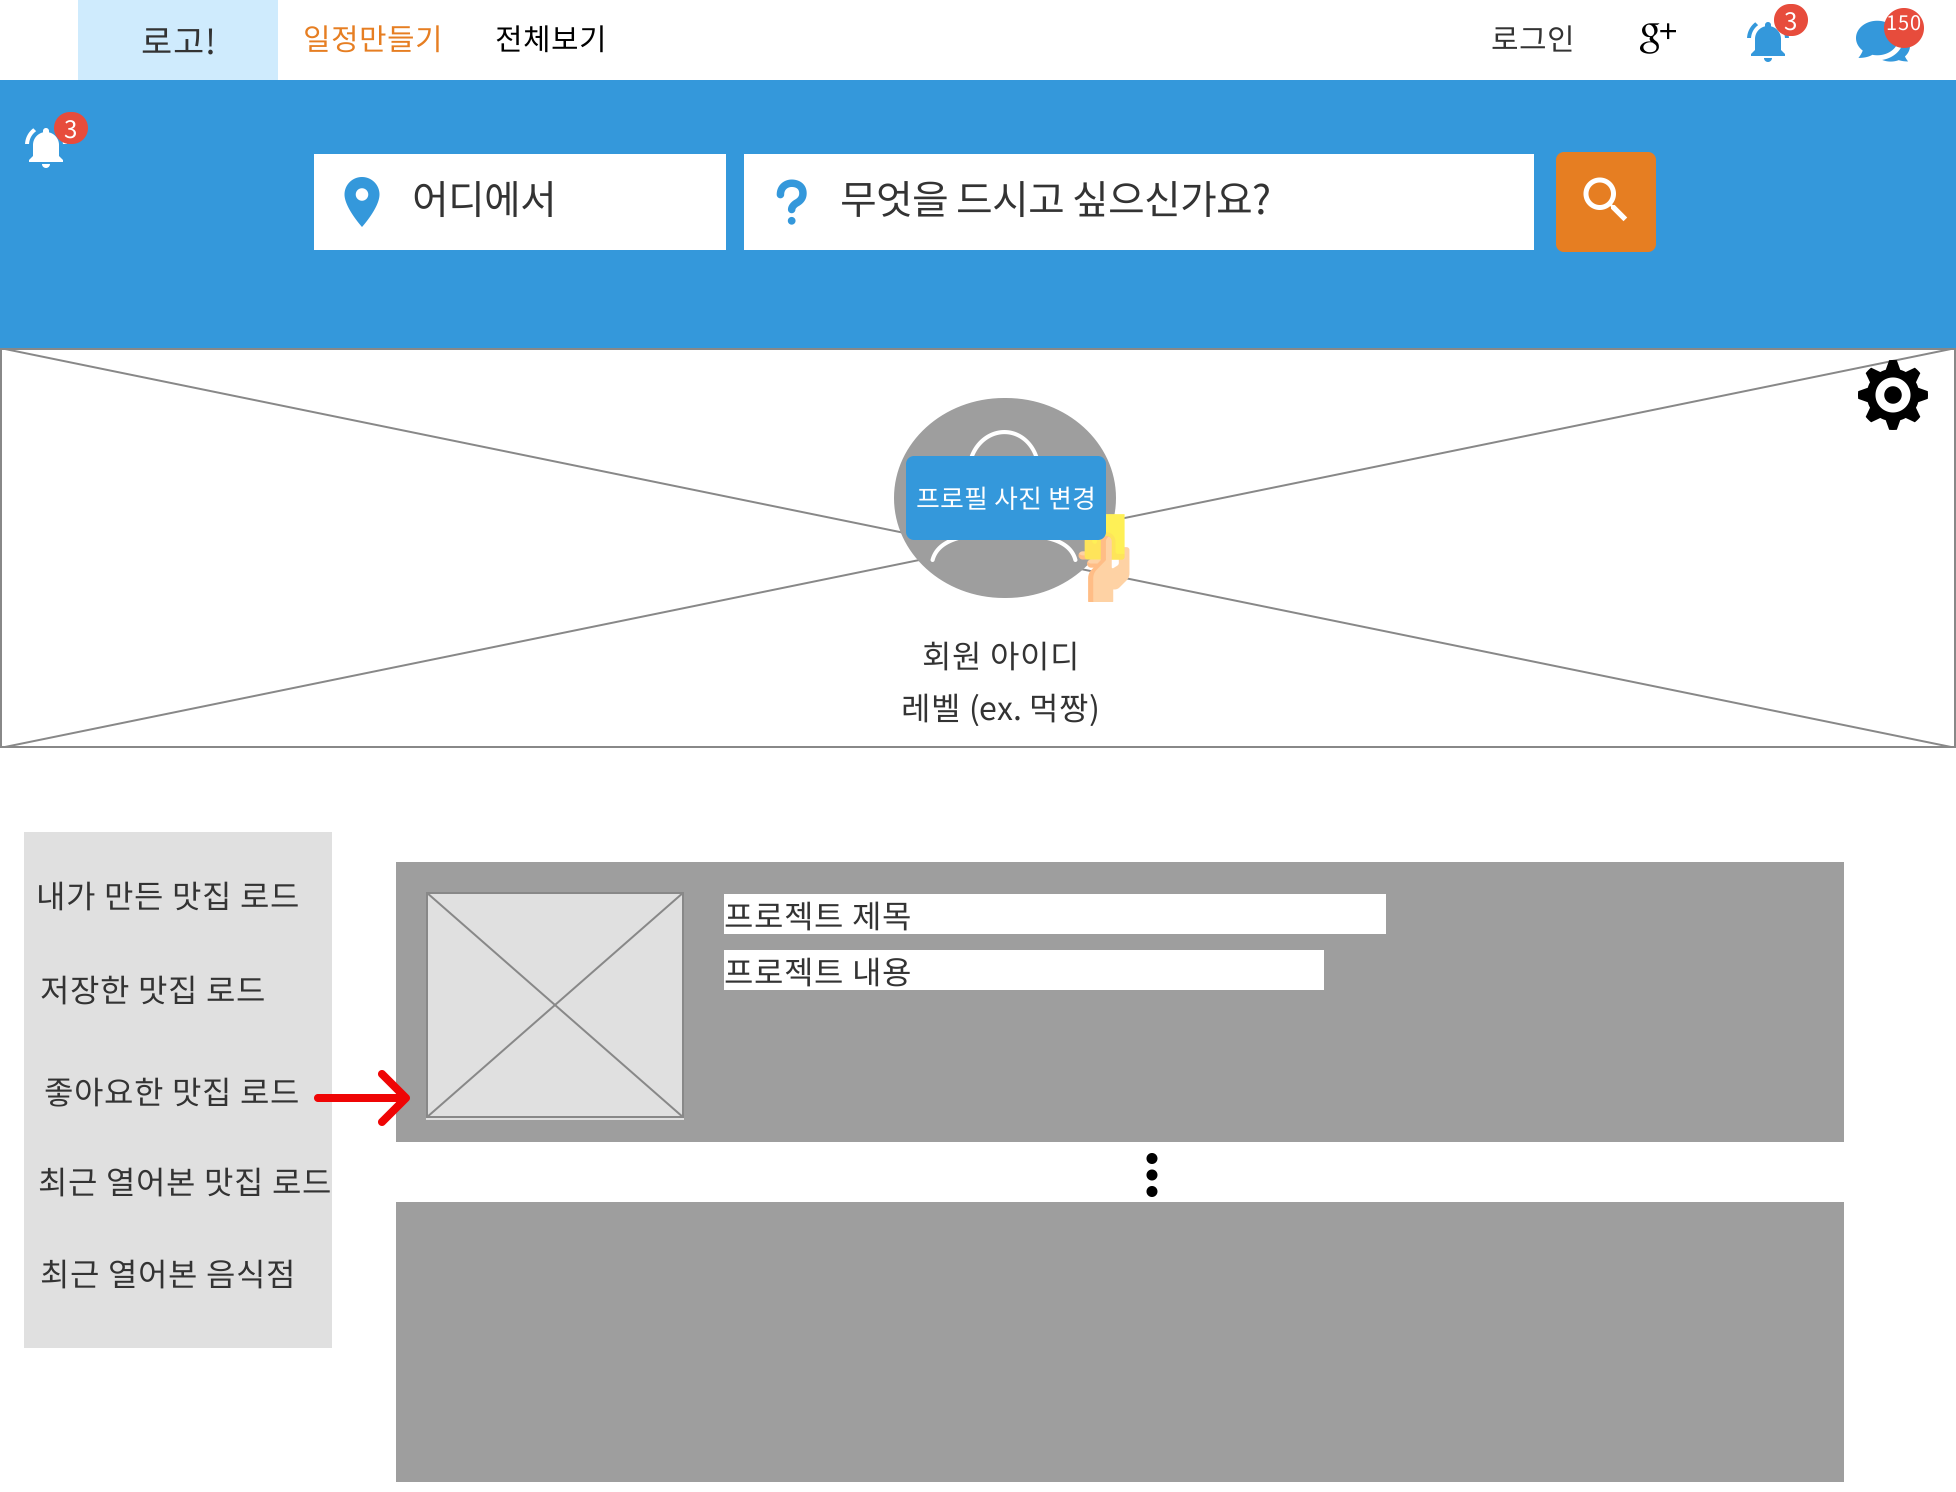 로고!
일정만들기
전체보기
로그인
g+
3
150
3
어디에서
무엇을 드시고 싶으신가요?
프로필 사진 변경
회원 아이디
레벨 (ex. 먹짱)
내가 만든 맛집 로드
저장한 맛집 로드
좋아요한 맛집 로드
최근 열어본 맛집 로드
최근 열어본 음식점
프로젝트 제목
프로젝트 내용